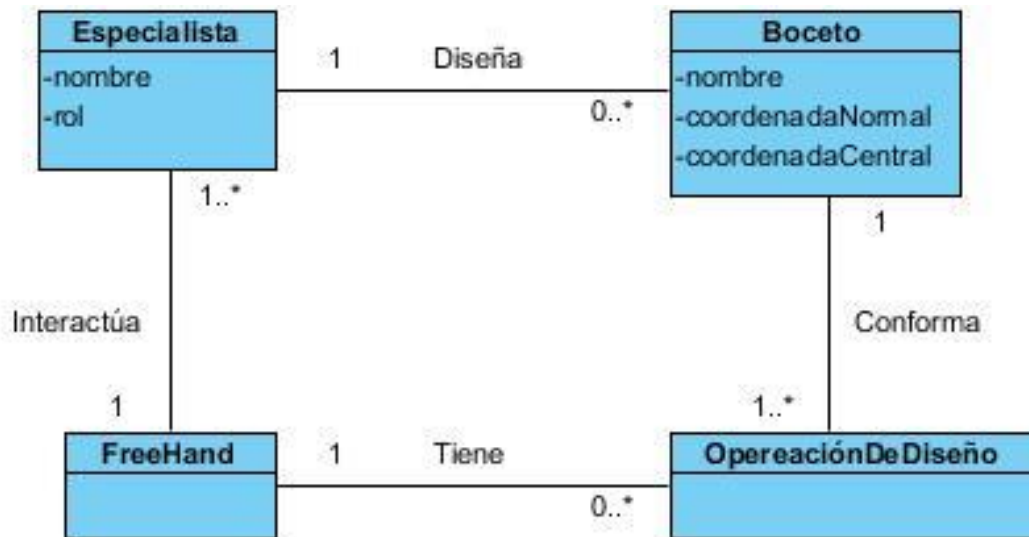 Especialista
-nombre
-rol
1 Diseña
0..*
Boceto
-nombre
-coordenadaNormal
-coordenadaCentral
1..*
1
Interactúa
Conforma
1
1..*
FreeHand
1 Tiene
0..*
OpereaciónDeDiseño